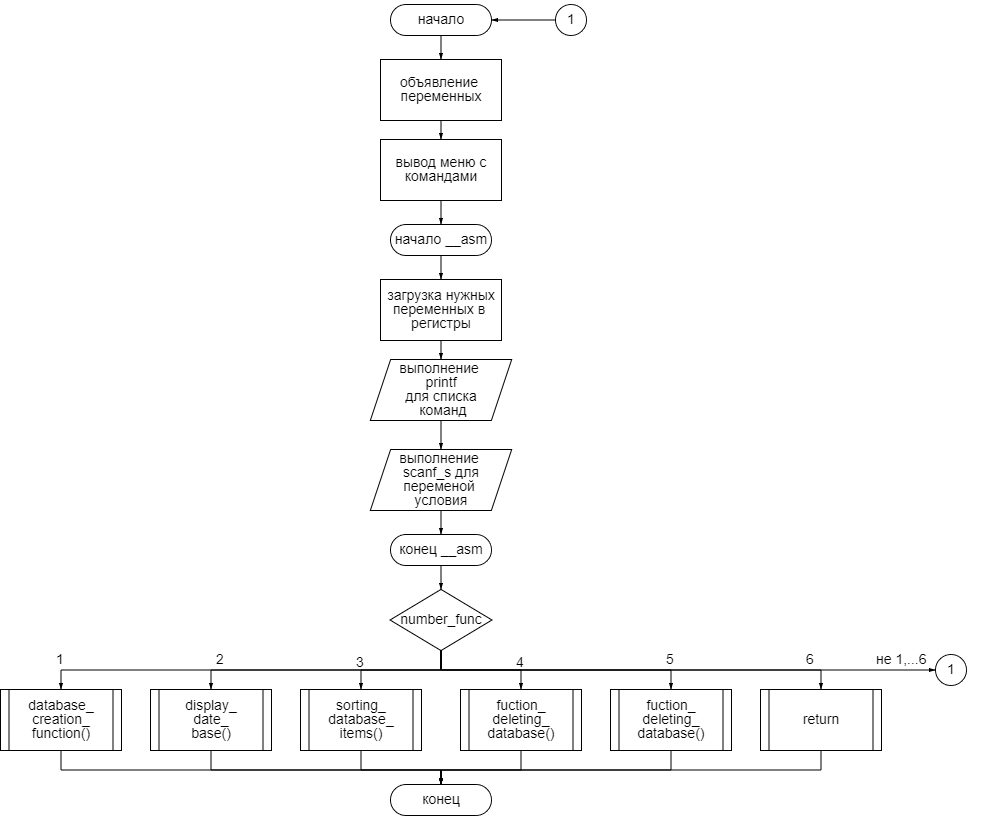 начало
1
объявление
переменных
вывод меню с
командами
начало __asm
загрузка нужных
переменных в
регистры
выполнение
printf
для списка
команд
выполнение
scanf_s для
переменой
условия
конец __asm
number_func
1
2
3
4
5
6
не 1,...6
1
database_
creation_
function()
display_
date_
base()
sorting_
database_
items()
fuction_
deleting_
database()
fuction_
deleting_
database()
return
конец